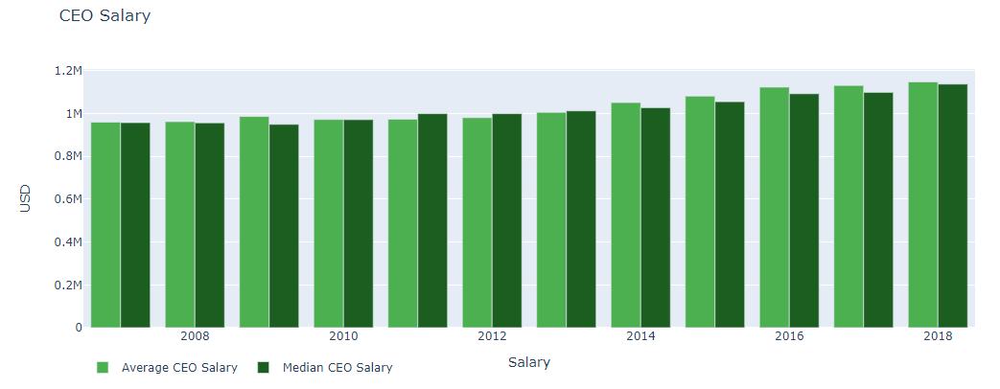 CEO Salary
1.2M
1M
0.8M
0.6M
0.4M
0.2M
0
USD
2008 2010 2012 2014 2016 2018
Salary
Average CEO Salary Median CEO Salary